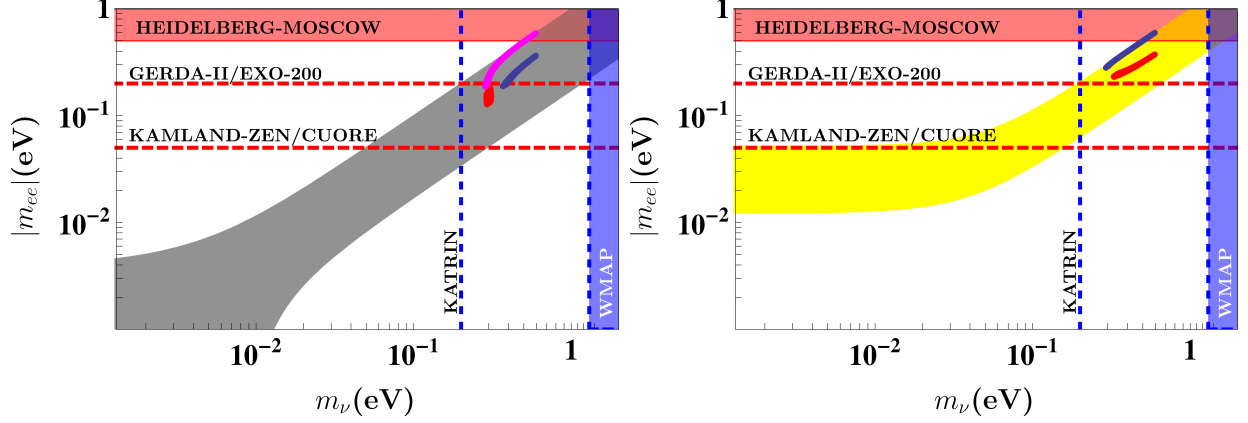 HEIDELBERG-MOSCOW
GERDA-II/EXO-200
KAMLAND-ZEN/CUORE
KATRIN
WMAP
1
10⁻¹
10⁻²
|mₑₑ|(eV)
10⁻² 10⁻¹ 1
m_ν(eV)
HEIDELBERG-MOSCOW
GERDA-II/EXO-200
KAMLAND-ZEN/CUORE
KATRIN
WMAP
1
10⁻¹
10⁻²
|mₑₑ|(eV)
10⁻² 10⁻¹ 1
m_ν(eV)